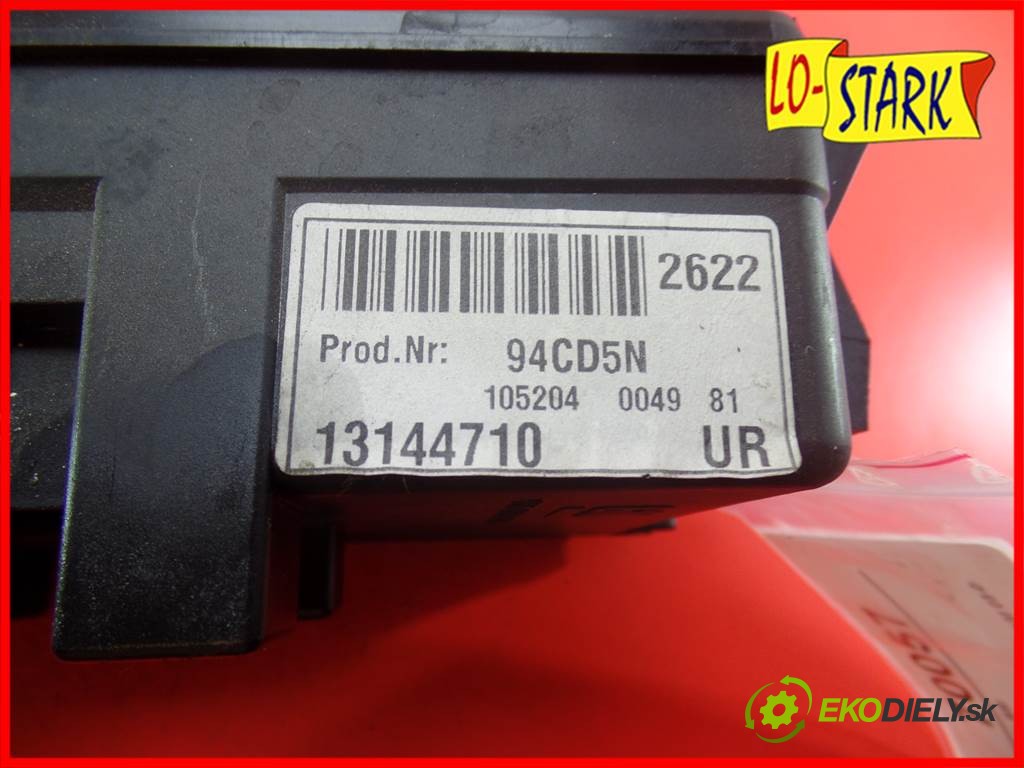 LO-STARK
2622
Prod.Nr: 94CD5N
105204 0049 81
13144710 UR
EKODIELY.sk